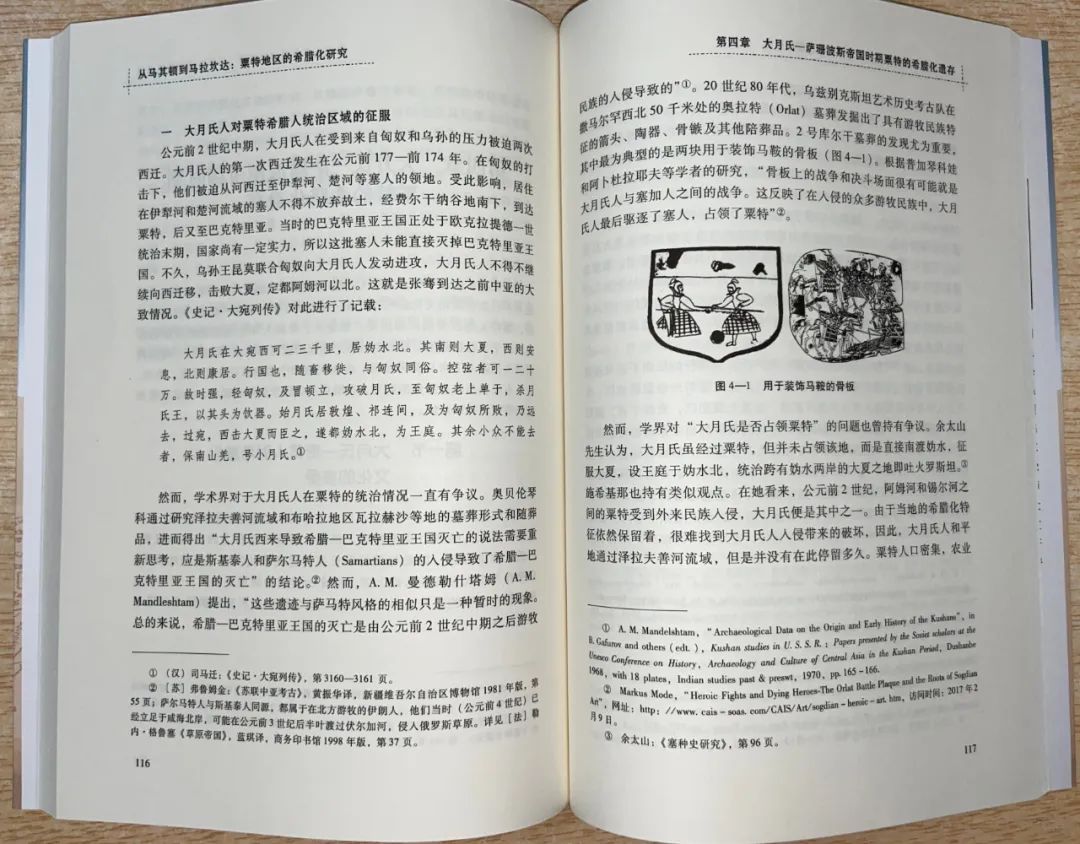 从马其顿到马拉坎达：粟特地区的希腊化研究
一 大月氏人对粟特希腊人统治区域的征服
公元前2世纪中期，大月氏人在受到来自匈奴和乌孙的压力被迫两次
西迁。大月氏人的第一次西迁发生在公元前177—前174年。在匈奴的打
击下，他们被迫从河西迁至伊犁河、楚河等塞人的领地。受此影响，居住
在伊犁河和楚河流域的塞人不得不放弃故土，经费尔干纳谷地南下，到达
粟特，后又至巴克特里亚。当时的巴克特里亚王国正处于欧克拉提德一世
统治末期，国家尚有一定实力，所以这批塞人未能直接灭掉巴克特里亚王
国。不久，乌孙王昆莫联合匈奴向大月氏人发动进攻，大月氏人不得不继
续向西迁移，击败大夏，定都阿姆河以北。这就是张骞到达之前中亚的大
致情况。《史记·大宛列传》对此进行了记载：
大月氏在大宛西可二三千里，居妫水北。其南则大夏，西则安
息，北则康居。行国也，随畜移徙，与匈奴同俗。控弦者可一二十
万。故时强，轻匈奴，及冒顿立，攻破月氏，至匈奴老上单于，杀月
氏王，以其头为饮器。始月氏居敦煌、祁连间，及为匈奴所败，乃远
去，过宛，西击大夏而臣之，遂都妫水北，为王庭。其余小众不能去
者，保南山羌，号小月氏。①
然而，学术界对于大月氏人在粟特的统治情况一直有争议。奥贝伦琴
科通过研究泽拉夫善河流域和布哈拉地区瓦拉赫沙等地的墓葬形式和随葬
品，进而得出“大月氏西来导致希腊—巴克特里亚王国灭亡的说法需要重
新思考，应是斯基泰人和萨尔马特人（Samartians）的入侵导致了希腊—巴
克特里亚王国的灭亡”的结论。② 然而，A. M. 曼德勒什塔姆（A. M.
Mandleshtam）提出，“这些遗迹与萨马特风格的相似只是一种暂时的现象。
总的来说，希腊—巴克特里亚王国的灭亡是由公元前2世纪中期之后游牧
① （汉）司马迁：《史记·大宛列传》，第3160—3161页。
② ［苏］弗鲁姆金：《苏联中亚考古》，黄振华译，新疆维吾尔自治区博物馆1981年版，第
55页；萨尔马特人与斯基泰人同源，都属于在北方游牧的伊朗人，他们当时（公元前4世纪）已
经立足于咸海北岸，可能在公元前3世纪后半叶渡过伏尔加河，侵入俄罗斯草原。详见［法］勒
内·格鲁塞《草原帝国》，蓝琪译，商务印书馆1998年版，第37页。
116
第四章 大月氏—萨珊波斯帝国时期粟特的希腊化遗存
民族的入侵导致的”①。20世纪80年代，乌兹别克斯坦艺术历史考古队在
撒马尔罕西北50千米处的奥拉特（Orlat）墓葬发掘出了具有游牧民族特
征的箭头、陶器、骨镞及其他陪葬品。2号库尔干墓葬的发现尤为重要，
其中最为典型的是两块用于装饰马鞍的骨板（图4—1）。根据普加琴科娃
和阿卜杜拉耶夫等学者的研究，“骨板上的战争和决斗场面很有可能就是
大月氏人与塞加人之间的战争。这反映了在入侵的众多游牧民族中，大月
氏人最后驱逐了塞人，占领了粟特”②。
图4—1 用于装饰马鞍的骨板
然而，学界对“大月氏是否占领粟特”的问题也曾持有争议。余太山
先生认为，大月氏虽经过粟特，但并未占领该地，而是直接南渡妫水，征
服大夏，设王庭于妫水北，统治跨有妫水两岸的大夏之地即吐火罗斯坦。③
施希基那也持有类似观点。在她看来，公元前2世纪，阿姆河和锡尔河之
间的粟特受到外来民族入侵，大月氏便是其中之一。由于当地的希腊化特
征依然保留着，很难找到大月氏人入侵带来的破坏，因此，大月氏人和平
地通过泽拉夫善河流域，但是并没有在此停留多久。粟特人口密集，农业
① A. M. Mandelshtam, “Archaeological Data on the Origin and Early History of the Kushans”, in
B. Gafurov and others (edt.), Kushan studies in U. S. S. R. : Papers presented by the Soviet scholars at the
Unesco Conference on History, Archaeology and Culture of Central Asia in the Kushan Period, Dushanbe
1968, with 18 plates, Indian studies past & preswt, 1970, pp. 165-166.
② Markus Mode, “Heroic Fights and Dying Heroes-The Orlat Battle Plaque and the Roots of Sogdian
Art”, 网址：http: //www. cais-soas. com/CAIS/Art/sogdian-heroic-art. htm，访问时间：2017年2
月9日。
③ 余太山：《塞种史研究》，第96页。
117